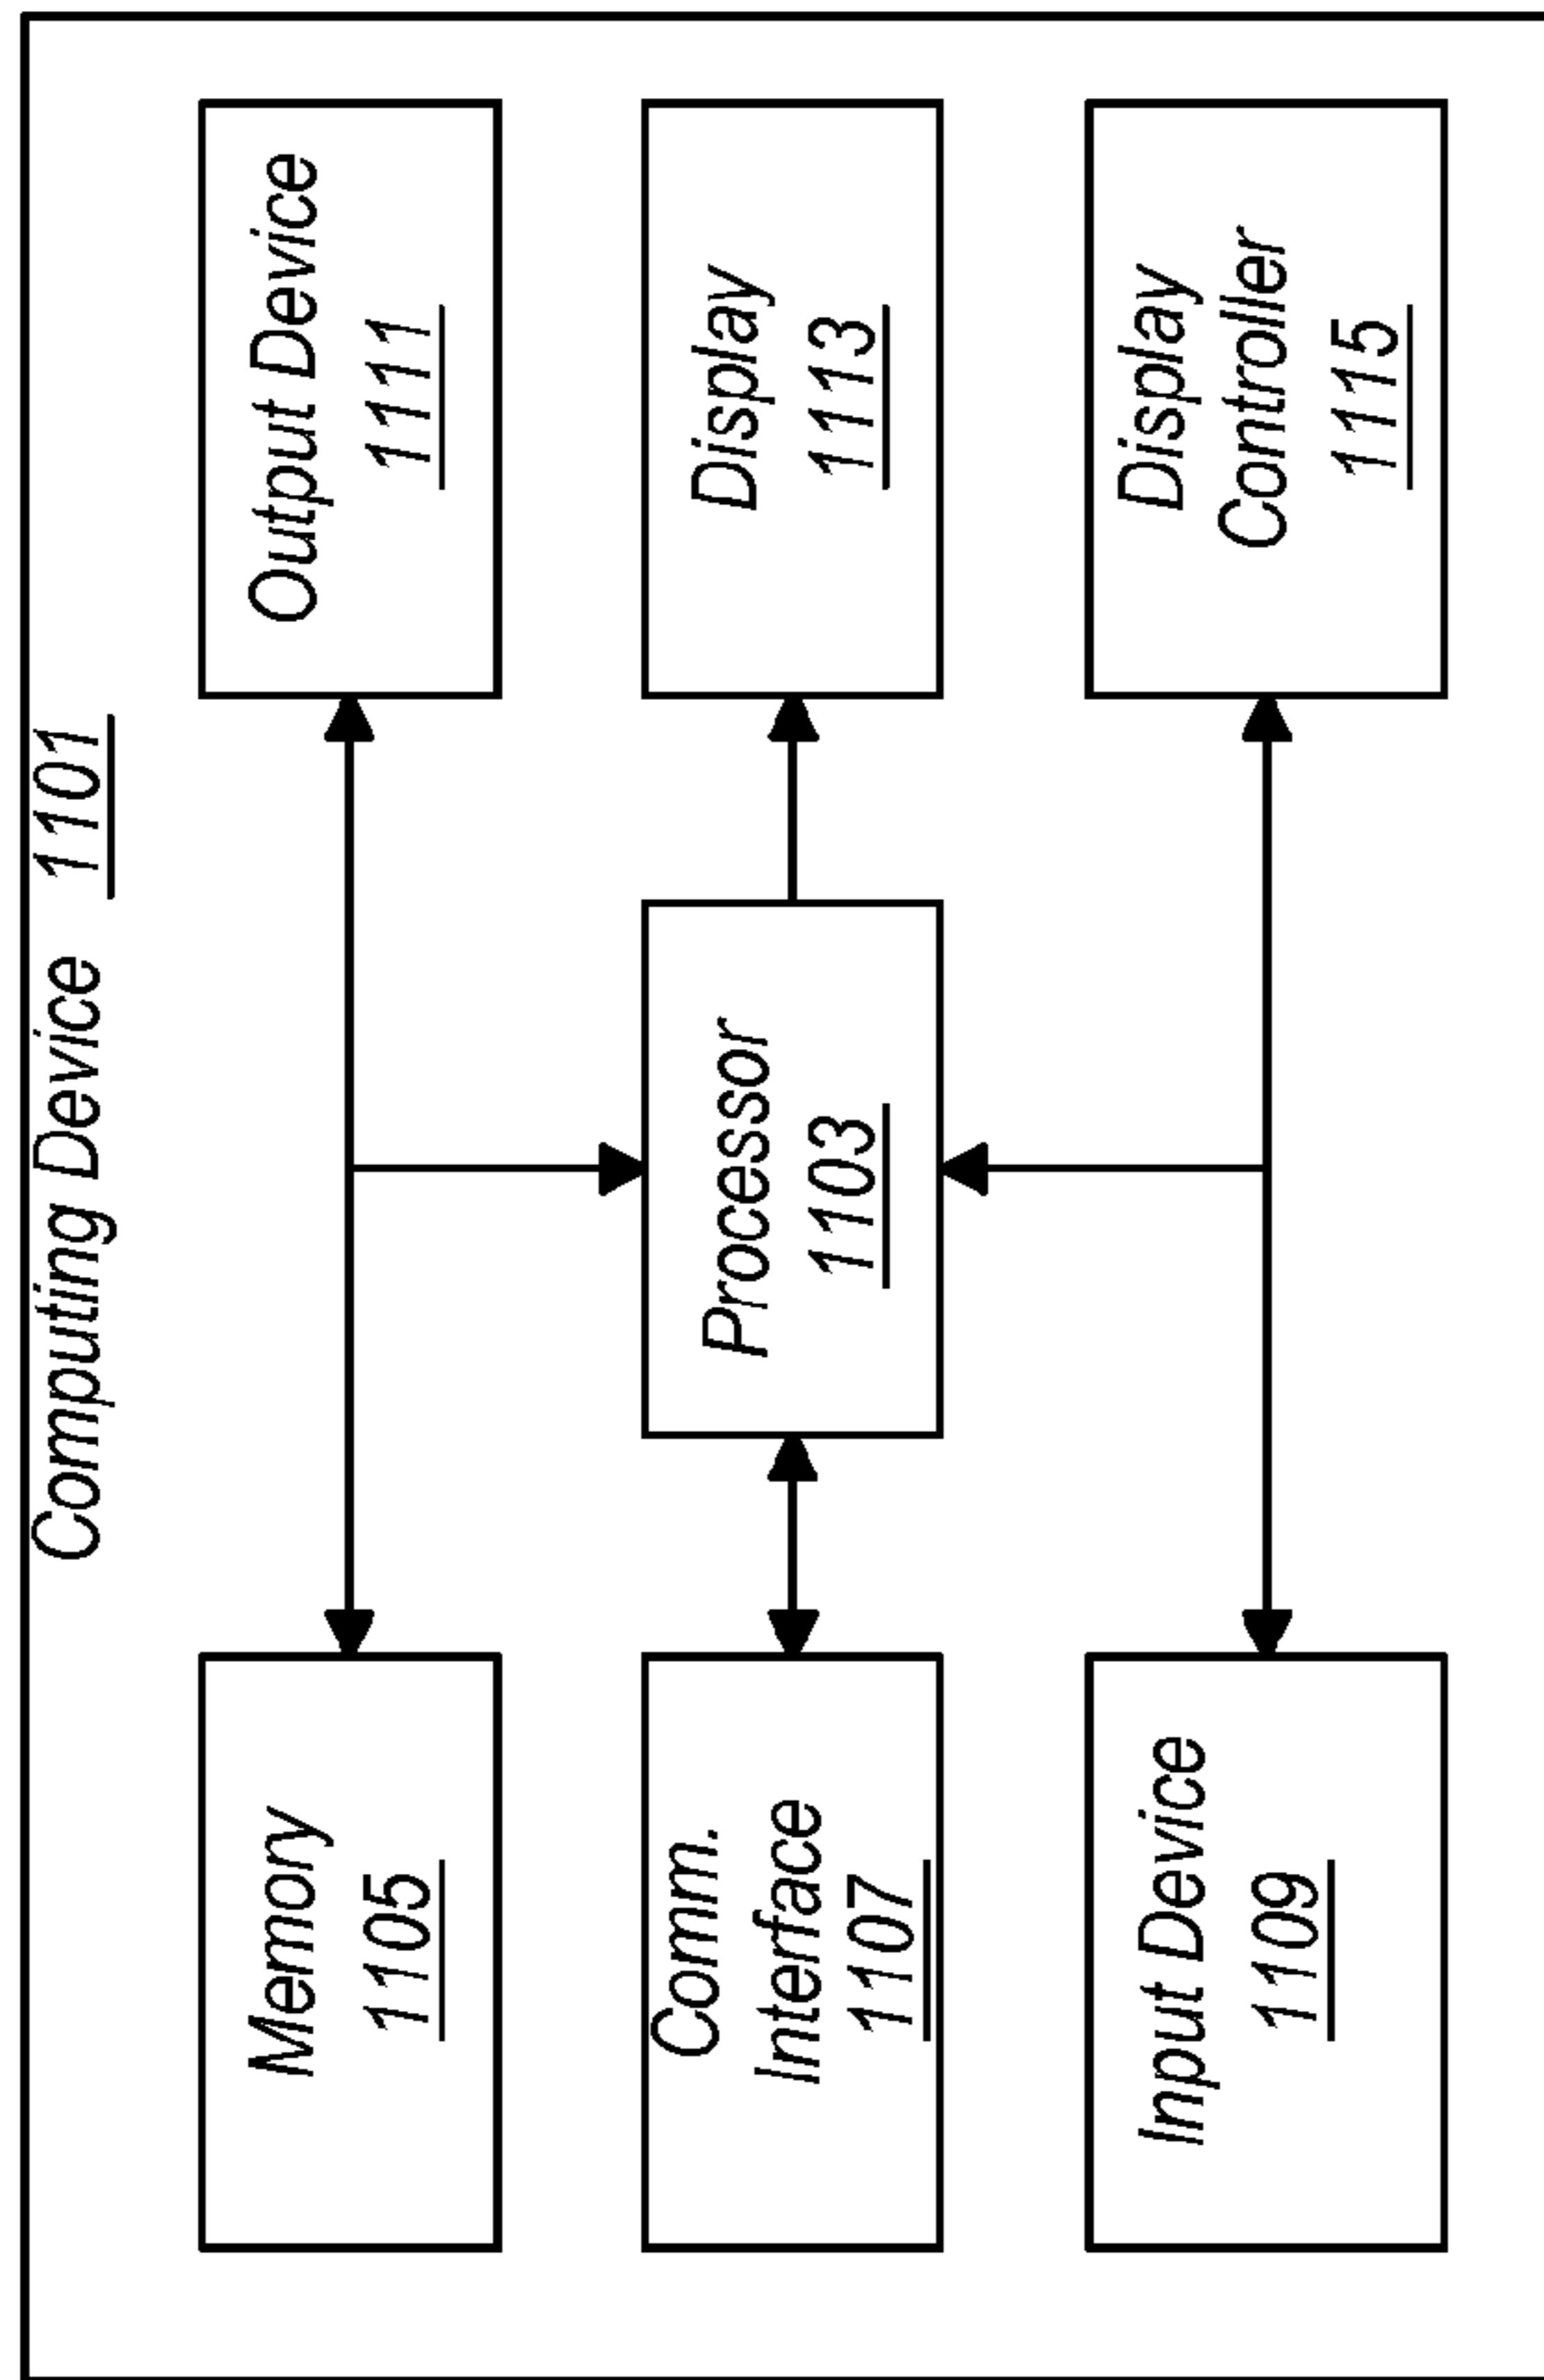 Computing Device 1101
Memory
1105
Output Device
1111
Comm.
Interface
1107
Processor
1103
Display
1113
Input Device
1109
Display
Controller
1115